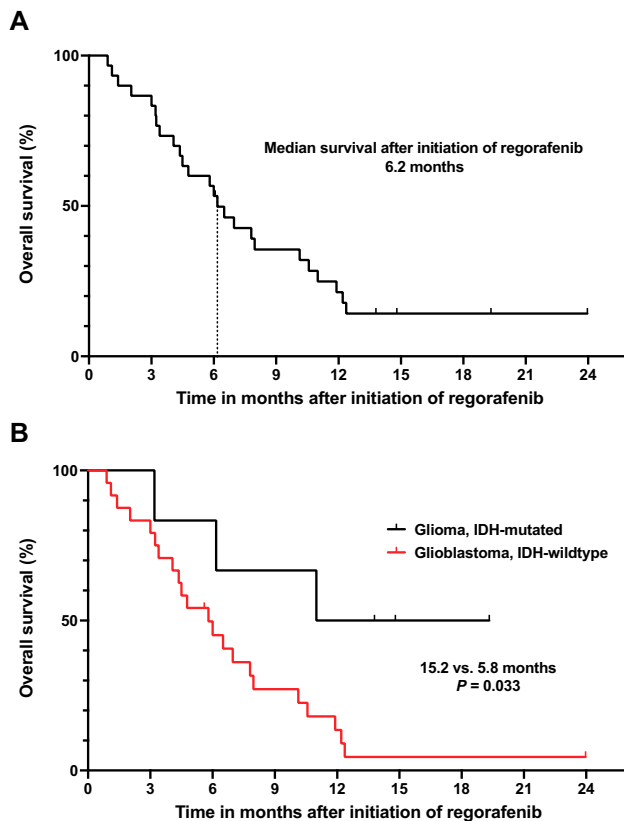 A
Overall survival (%)
100
50
0
Median survival after initiation of regorafenib
6.2 months
0 3 6 9 12 15 18 21 24
Time in months after initiation of regorafenib
B
Overall survival (%)
100
50
0
Glioma, IDH-mutated
Glioblastoma, IDH-wildtype
15.2 vs. 5.8 months
P = 0.033
0 3 6 9 12 15 18 21 24
Time in months after initiation of regorafenib